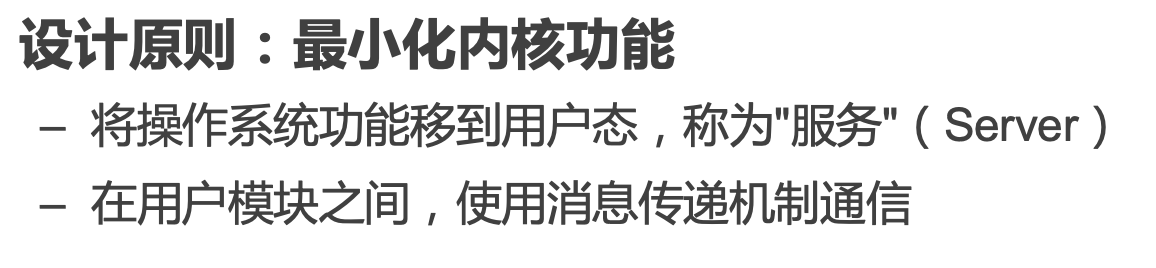 设计原则：最小化内核功能
– 将操作系统功能移到用户态，称为"服务"（Server）
– 在用户模块之间，使用消息传递机制通信